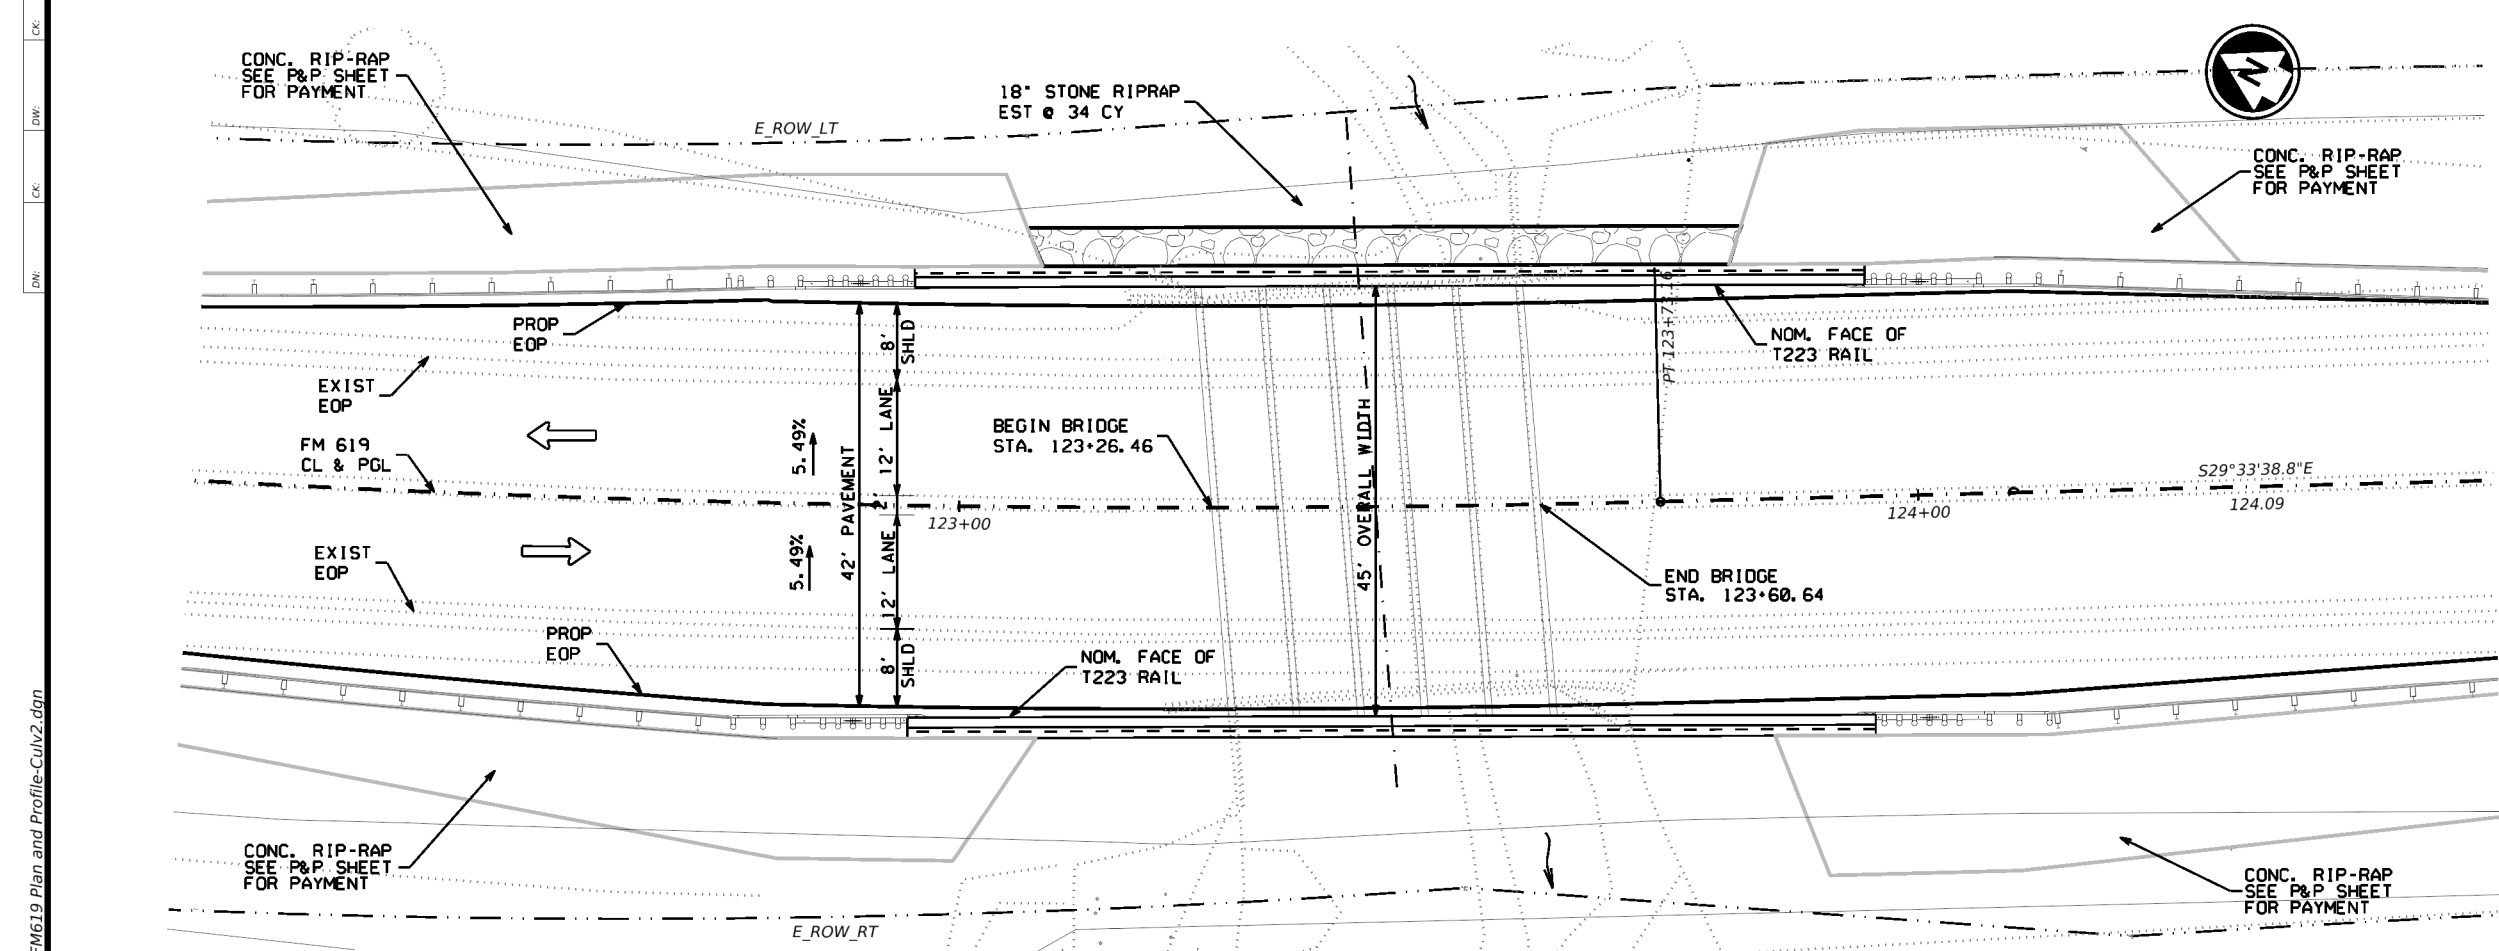 CK:
DW:
CK:
DN:
FM619 Plan and Profile-Culv2.dgn
CONC. RIP-RAP
SEE P&P SHEET
FOR PAYMENT
E_ROW_LT
18" STONE RIPRAP
EST @ 34 CY
N
CONC. RIP-RAP
SEE P&P SHEET
FOR PAYMENT
PROP
EOP
EXIST
EOP
FM 619
CL & PGL
5.49%
42' PAVEMENT
8'
SHLD
12' LANE
2'
12' LANE
8'
SHLD
5.49%
123+00
BEGIN BRIDGE
STA. 123+26.46
45' OVERALL WIDTH
NOM. FACE OF
T223 RAIL
S29°33'38.8"E
124+00
124.09
END BRIDGE
STA. 123+60.64
EXIST
EOP
PROP
EOP
NOM. FACE OF
T223 RAIL
CONC. RIP-RAP
SEE P&P SHEET
FOR PAYMENT
E_ROW_RT
CONC. RIP-RAP
SEE P&P SHEET
FOR PAYMENT